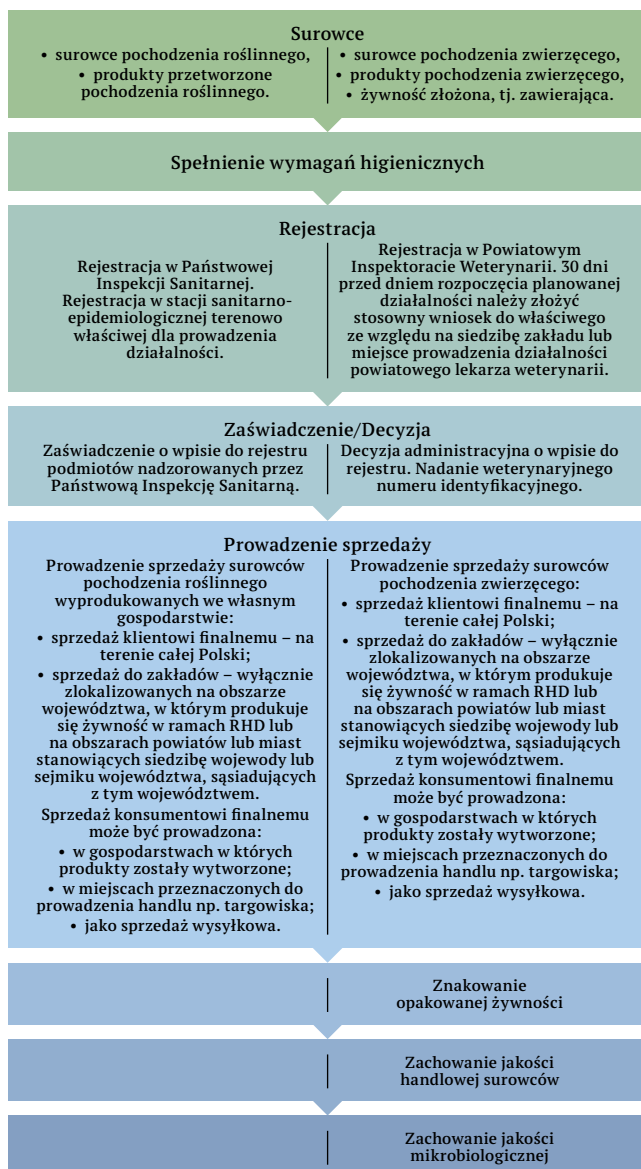 Surowce
• surowce pochodzenia roślinnego,
• produkty przetworzone
pochodzenia roślinnego.
• surowce pochodzenia zwierzęcego,
• produkty pochodzenia zwierzęcego,
• żywność złożona, tj. zawierająca.
Spełnienie wymagań higienicznych
Rejestracja
Rejestracja w Państwowej
Inspekcji Sanitarnej.
Rejestracja w stacji sanitarno-
epidemiologicznej terenowo
właściwej dla prowadzenia
działalności.
Rejestracja w Powiatowym
Inspektoracie Weterynarii. 30 dni
przed dniem rozpoczęcia planowanej
działalności należy złożyć
stosowny wniosek do właściwego
ze względu na siedzibę zakładu lub
miejsce prowadzenia działalności
powiatowego lekarza weterynarii.
Zaświadczenie/Decyzja
Zaświadczenie o wpisie do rejestru
podmiotów nadzorowanych przez
Państwową Inspekcję Sanitarną.
Decyzja administracyjna o wpisie do
rejestru. Nadanie weterynaryjnego
numeru identyfikacyjnego.
Prowadzenie sprzedaży
Prowadzenie sprzedaży surowców
pochodzenia roślinnego
wyprodukowanych we własnym
gospodarstwie:
• sprzedaż klientowi finalnemu – na
terenie całej Polski;
• sprzedaż do zakładów – wyłącznie
zlokalizowanych na obszarze
województwa, w którym produkuje
się żywność w ramach RHD lub
na obszarach powiatów lub miast
stanowiących siedzibę wojewody lub
sejmiku województwa, sąsiadujących
z tym województwem.
Sprzedaż konsumentowi finalnemu
może być prowadzona:
• w gospodarstwach w których
produkty zostały wytworzone;
• w miejscach przeznaczonych do
prowadzenia handlu np. targowiska;
• jako sprzedaż wysyłkowa.
Prowadzenie sprzedaży surowców
pochodzenia zwierzęcego:
• sprzedaż klientowi finalnemu – na
terenie całej Polski;
• sprzedaż do zakładów – wyłącznie
zlokalizowanych na obszarze
województwa, w którym produkuje
się żywność w ramach RHD lub
na obszarach powiatów lub miast
stanowiących siedzibę wojewody lub
sejmiku województwa, sąsiadujących
z tym województwem.
Sprzedaż konsumentowi finalnemu
może być prowadzona:
• w gospodarstwach w których
produkty zostały wytworzone;
• w miejscach przeznaczonych do
prowadzenia handlu np. targowiska;
• jako sprzedaż wysyłkowa.
Znakowanie
opakowanej żywności
Zachowanie jakości
handlowej surowców
Zachowanie jakości
mikrobiologicznej